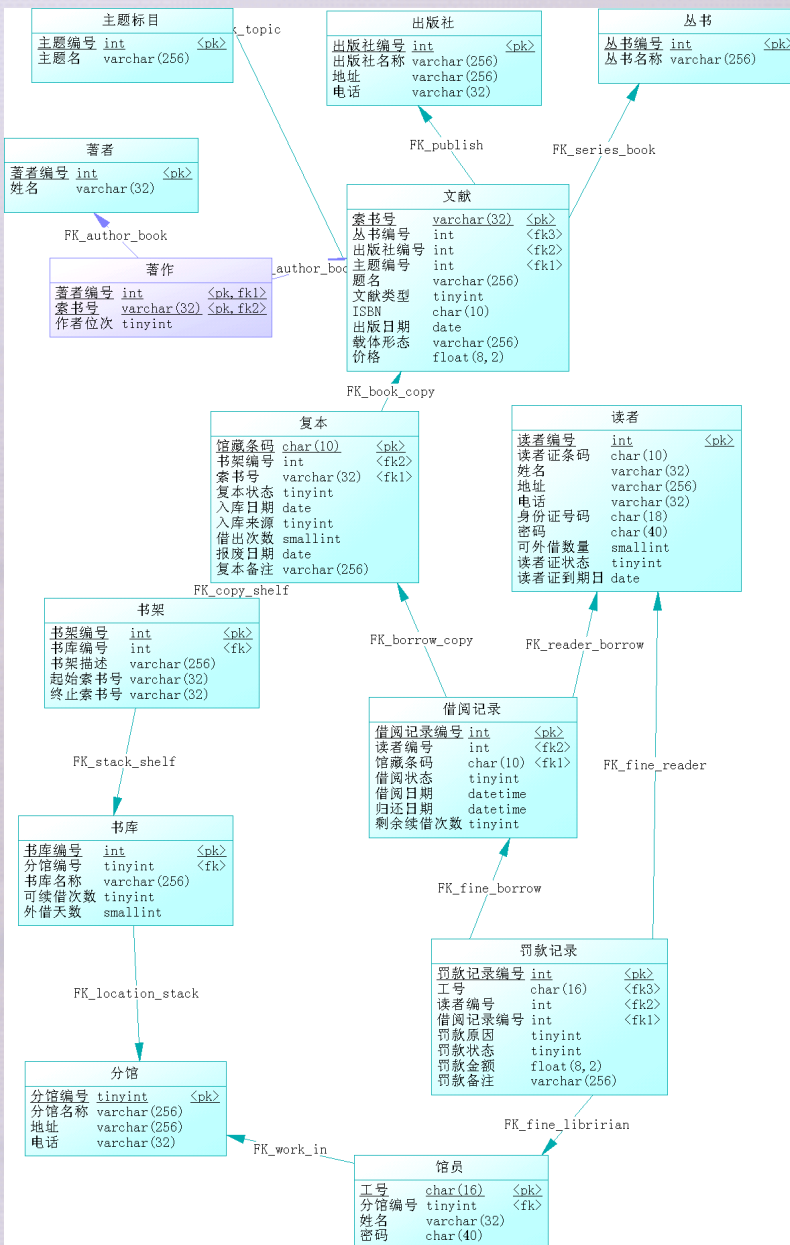 主题标目
主题编号 int <pk>
主题名 varchar(256)
_topic
出版社
出版社编号 int <pk>
出版社名称 varchar(256)
地址 varchar(256)
电话 varchar(32)
丛书
丛书编号 int <pk>
丛书名称 varchar(256)
FK_publish
FK_series_book
著者
著者编号 int <pk>
姓名 varchar(32)
FK_author_book
文献
索书号 varchar(32) <pk>
丛书编号 int <fk3>
出版社编号 int <fk2>
主题编号 int <fk1>
题名 varchar(256)
文献类型 tinyint
ISBN char(10)
出版日期 date
载体形态 varchar(256)
价格 float(8,2)
著作
著者编号 int <pk,fk1>
索书号 varchar(32) <pk,fk2>
作者位次 tinyint
_author_boo
FK_book_copy
复本
馆藏条码 char(10) <pk>
书架编号 int <fk2>
索书号 varchar(32) <fk1>
复本状态 tinyint
入库日期 date
入库来源 tinyint
借出次数 smallint
报废日期 date
复本备注 varchar(256)
读者
读者编号 int <pk>
读者证条码 char(10)
姓名 varchar(32)
地址 varchar(256)
电话 varchar(32)
身份证号码 char(18)
密码 char(40)
可外借数量 smallint
读者证状态 tinyint
读者证到期日 date
FK_copy_shelf
书架
书架编号 int <pk>
书库编号 int <fk>
书架描述 varchar(256)
起始索书号 varchar(32)
终止索书号 varchar(32)
FK_borrow_copy
FK_reader_borrow
借阅记录
借阅记录编号 int <pk>
读者编号 int <fk2>
馆藏条码 char(10) <fk1>
借阅状态 tinyint
借阅日期 datetime
归还日期 datetime
剩余续借次数 tinyint
FK_stack_shelf
FK_fine_reader
书库
书库编号 int <pk>
分馆编号 tinyint <fk>
书库名称 varchar(256)
可续借次数 tinyint
外借天数 smallint
FK_fine_borrow
罚款记录
罚款记录编号 int <pk>
工号 char(16) <fk3>
读者编号 int <fk2>
借阅记录编号 int <fk1>
罚款原因 tinyint
罚款状态 tinyint
罚款金额 float(8,2)
罚款备注 varchar(256)
FK_location_stack
分馆
分馆编号 tinyint <pk>
分馆名称 varchar(256)
地址 varchar(256)
电话 varchar(32)
FK_fine_libririan
FK_work_in
馆员
工号 char(16) <pk>
分馆编号 tinyint <fk>
姓名 varchar(32)
密码 char(40)